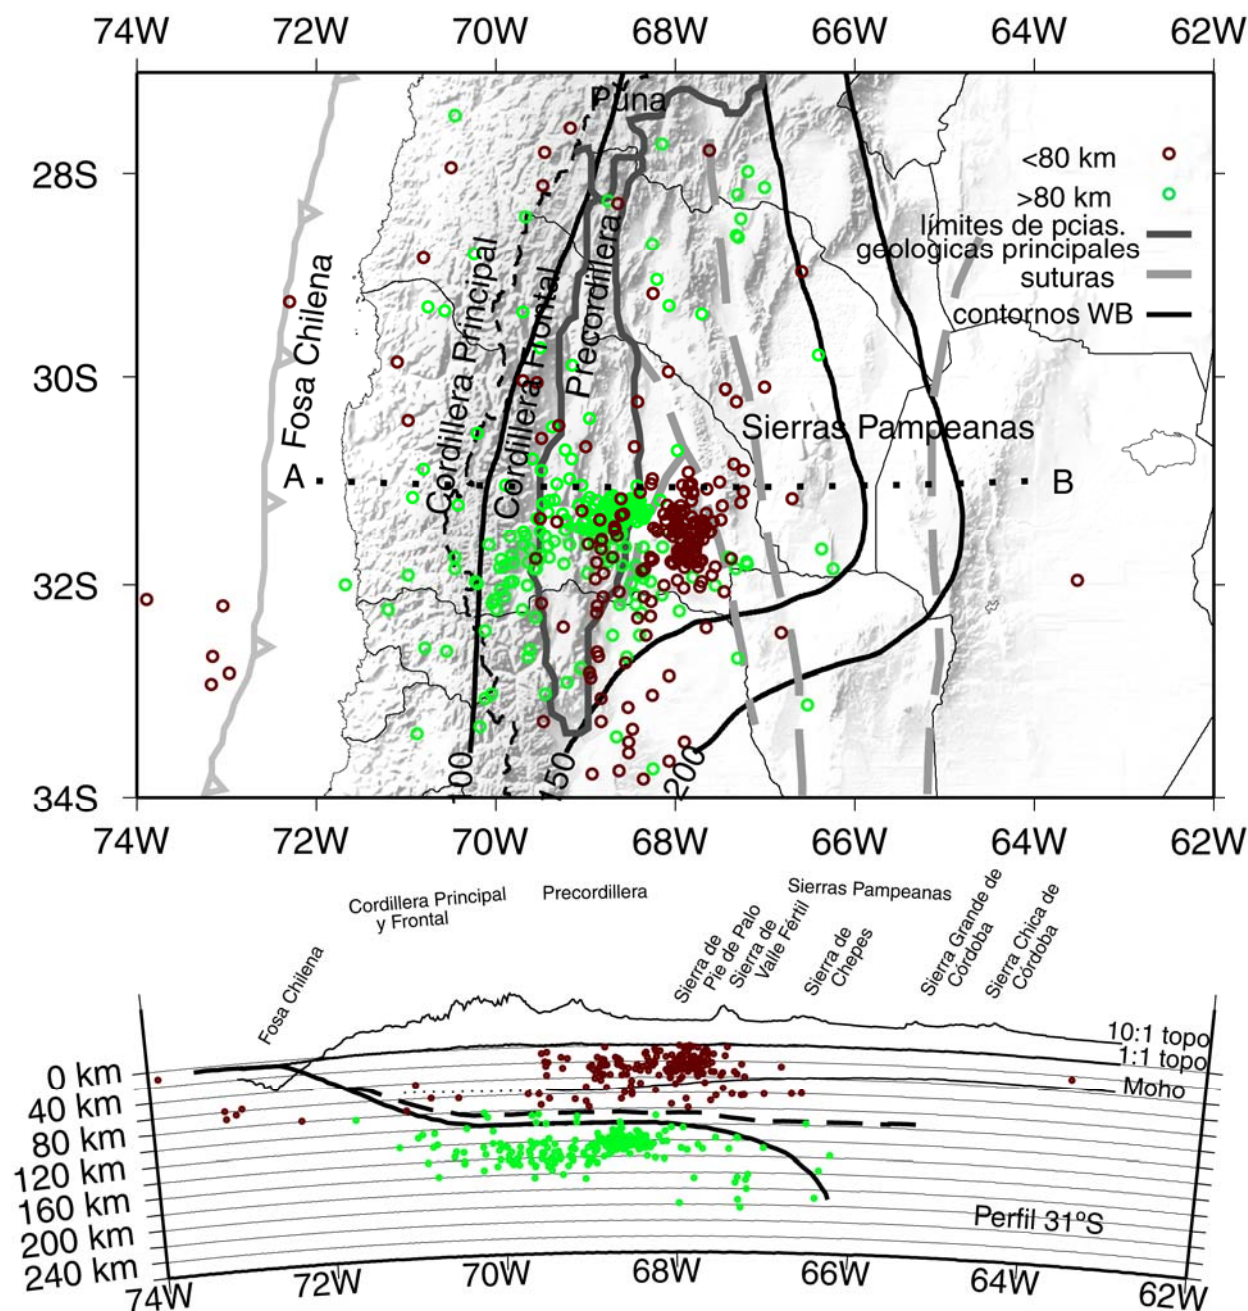 74W 72W 70W 68W 66W 64W 62W
Puna
28S
<80 km
>80 km
límites de pcias.
geológicas principales
suturas
contornos WB
Fosa Chilena
Cordillera Principal
Cordillera Frontal
Precordillera
30S
Sierras Pampeanas
A
B
32S
100
150
200
34S
74W 72W 70W 68W 66W 64W 62W
Cordillera Principal
y Frontal
Precordillera
Sierras Pampeanas
Fosa Chilena
Sierra de
Pie de Palo
Sierra de
Valle Fértil
Sierra de
Chepes
Sierra Grande de
Córdoba
Sierra Chica de
Córdoba
10:1 topo
1:1 topo
Moho
0 km
40 km
80 km
120 km
160 km
200 km
240 km
Perfil 31ºS
74W 72W 70W 68W 66W 64W 62W